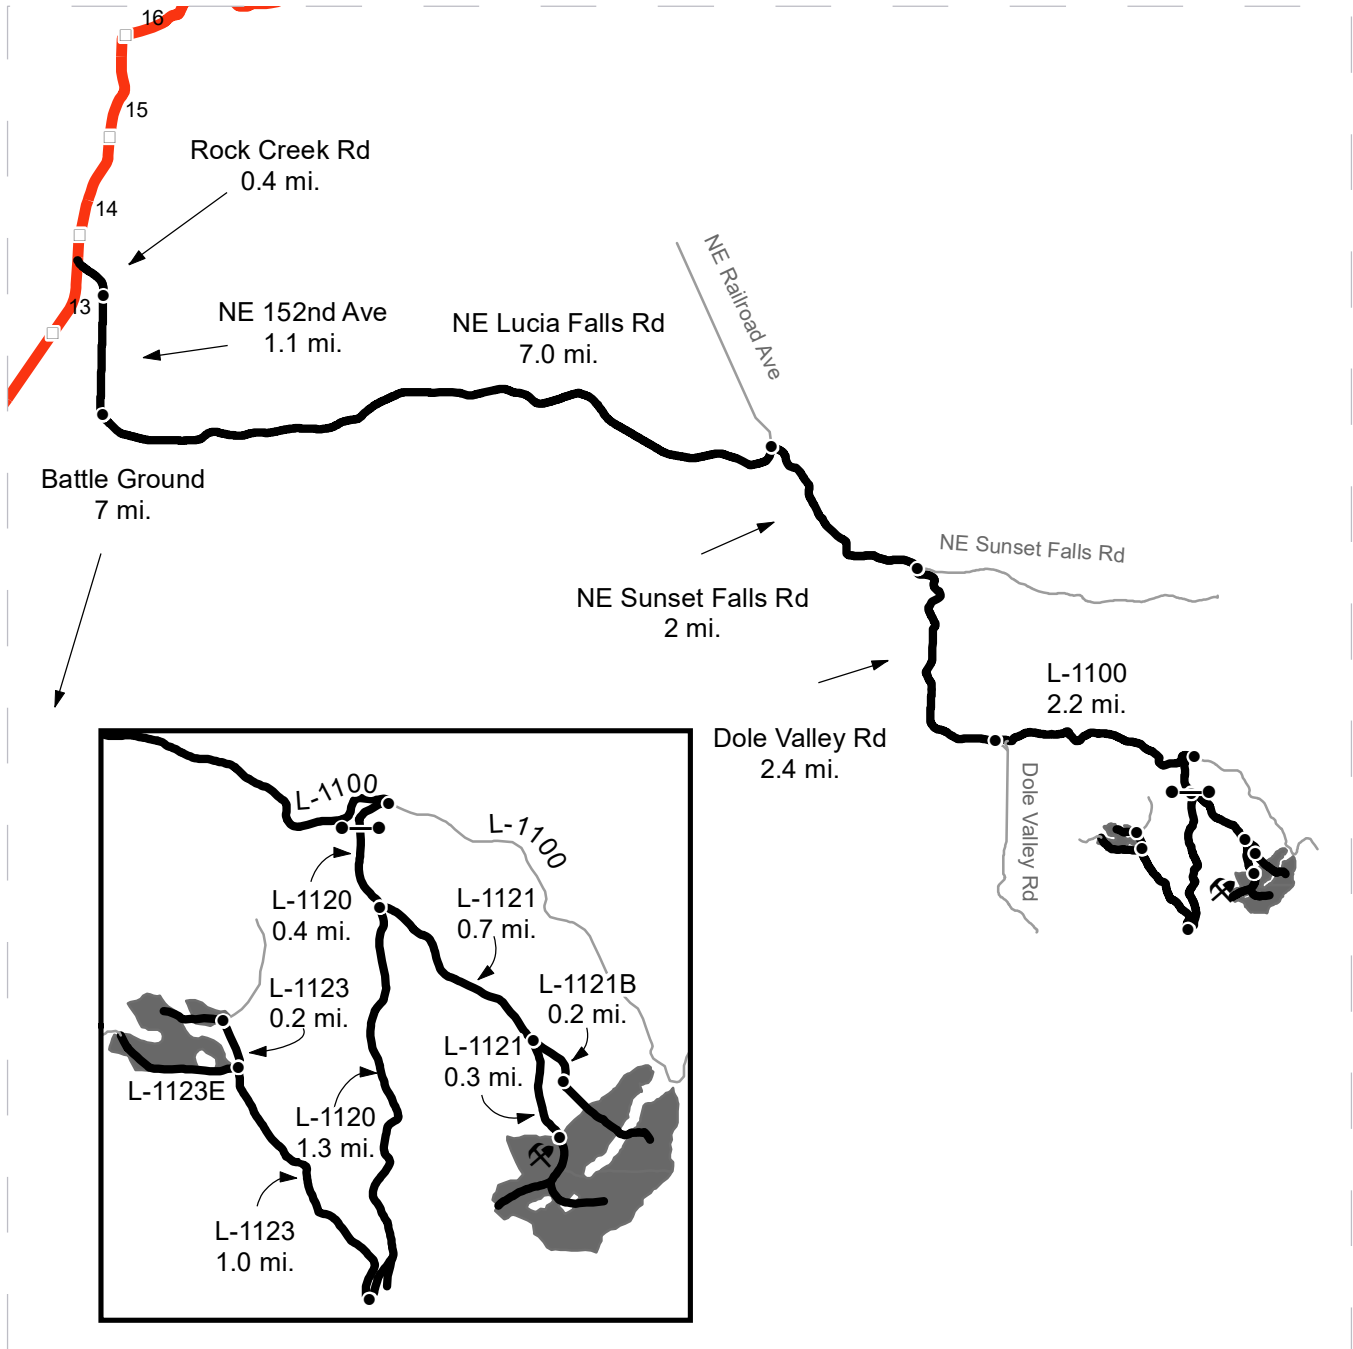 16
15
Rock Creek Rd
0.4 mi.
14
13
NE 152nd Ave
1.1 mi.
NE Lucia Falls Rd
7.0 mi.
NE Railroad Ave
Battle Ground
7 mi.
NE Sunset Falls Rd
NE Sunset Falls Rd
2 mi.
L-1100
2.2 mi.
Dole Valley Rd
2.4 mi.
Dole Valley Rd
L-1100
L-1100
L-1120
0.4 mi.
L-1121
0.7 mi.
L-1123
0.2 mi.
L-1121B
0.2 mi.
L-1121
0.3 mi.
L-1123E
L-1120
1.3 mi.
L-1123
1.0 mi.